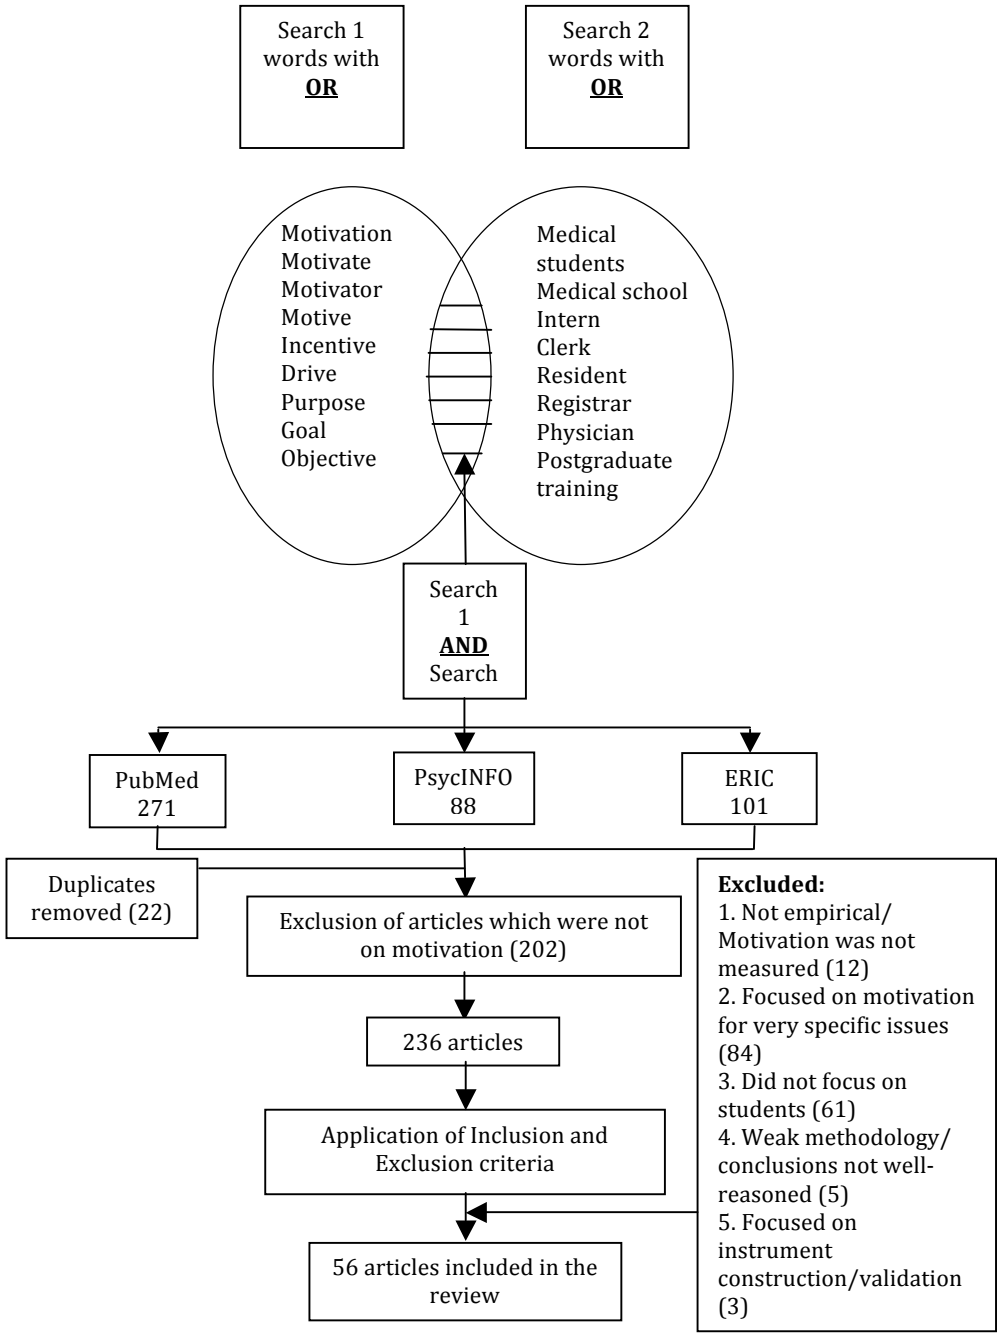 Search 1
words with
OR
Search 2
words with
OR
Motivation
Motivate
Motivator
Motive
Incentive
Drive
Purpose
Goal
Objective
Medical
students
Medical school
Intern
Clerk
Resident
Registrar
Physician
Postgraduate
training
Search
1
AND
Search
PubMed
271
PsycINFO
88
ERIC
101
Duplicates
removed (22)
Exclusion of articles which were not
on motivation (202)
236 articles
Application of Inclusion and
Exclusion criteria
56 articles included in the
review
Excluded:
1. Not empirical/
Motivation was not
measured (12)
2. Focused on motivation
for very specific issues
(84)
3. Did not focus on
students (61)
4. Weak methodology/
conclusions not well-
reasoned (5)
5. Focused on
instrument
construction/validation
(3)